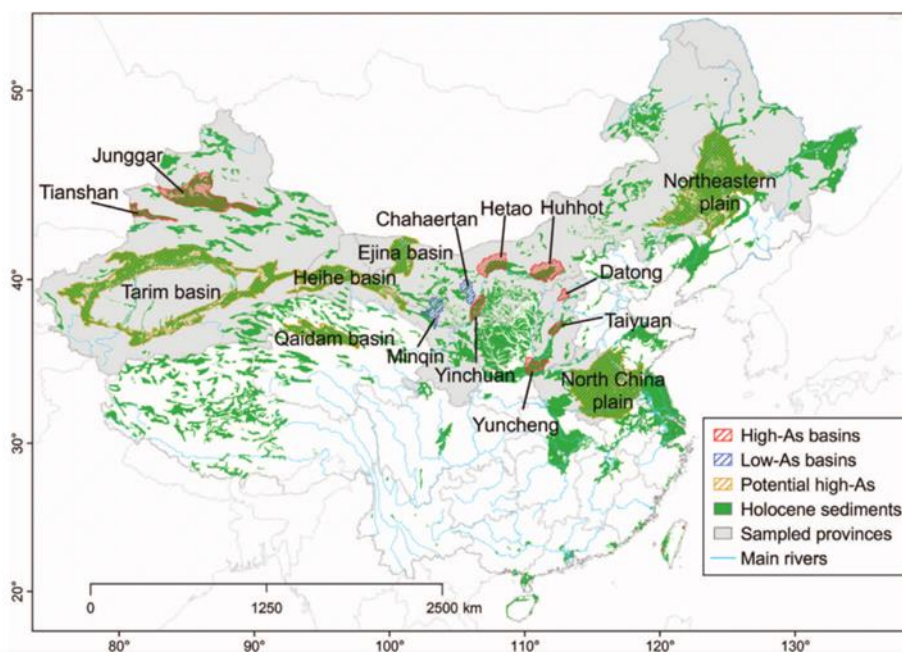 50°
40°
30°
20°
Junggar
Tianshan
Chahaertan
Hetao
Huhhot
Northeastern
plain
Ejina basin
Heihe basin
Tarim basin
Datong
Qaidam basin
Taiyuan
Minqin
Yinchuan
North China
plain
Yuncheng
High-As basins
Low-As basins
Potential high-As
Holocene sediments
Sampled provinces
Main rivers
0 1250 2500 km
80° 90° 100° 110° 120° 130°